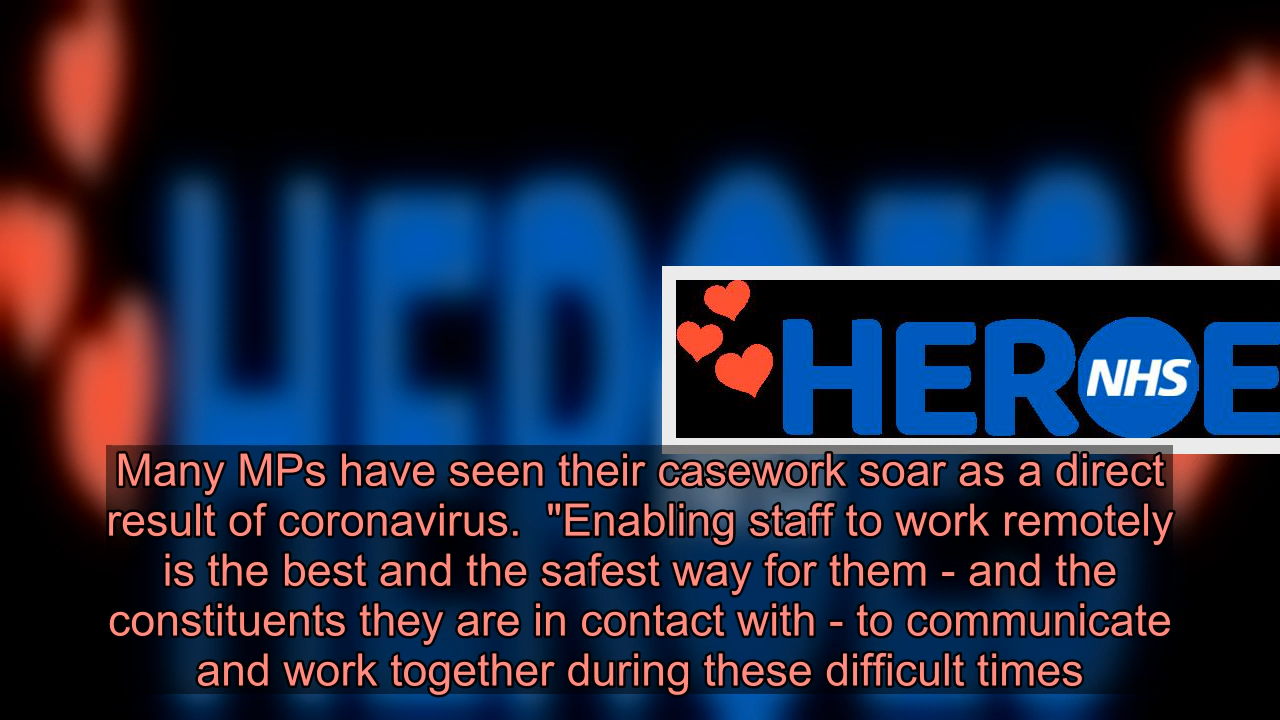 HEROE
NHS
Many MPs have seen their casework soar as a direct
result of coronavirus.  "Enabling staff to work remotely
is the best and the safest way for them - and the
constituents they are in contact with - to communicate
and work together during these difficult times